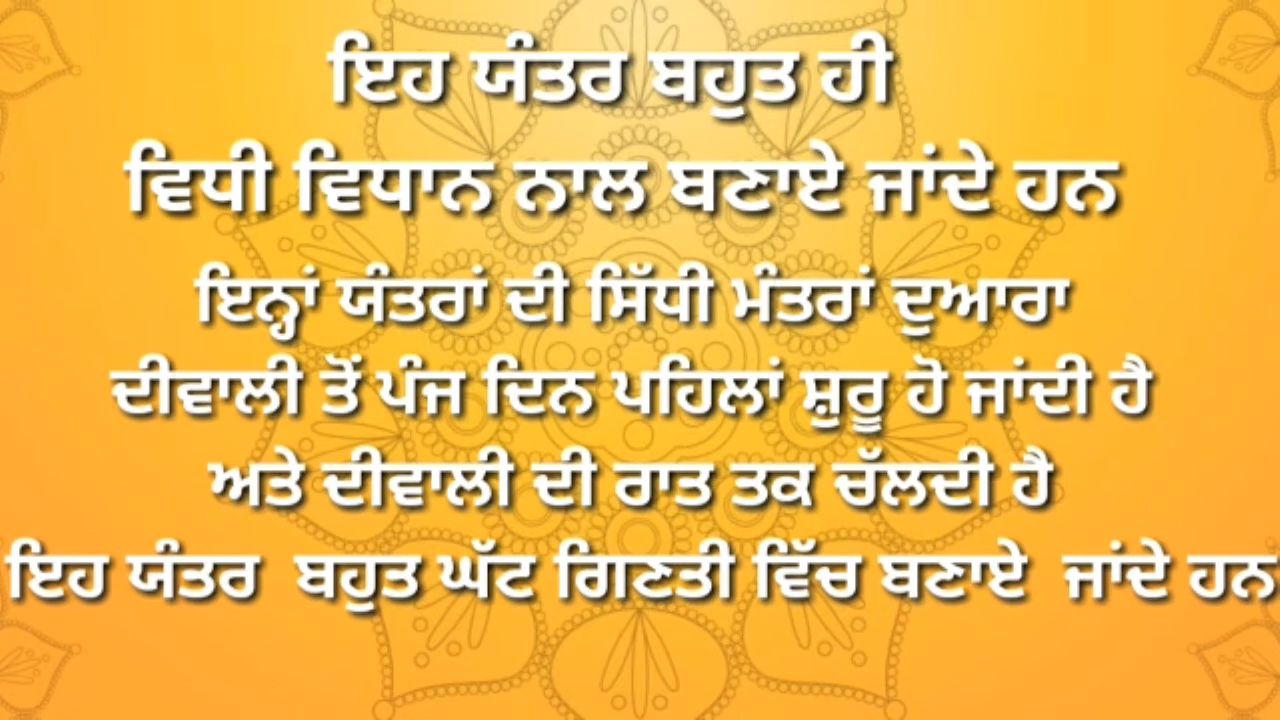 ਇਹ ਯੰਤਰ ਬਹੁਤ ਹੀ
ਵਿਧੀ ਵਿਧਾਨ ਨਾਲ ਬਣਾਏ ਜਾਂਦੇ ਹਨ
ਇਨ੍ਹਾਂ ਯੰਤਰਾਂ ਦੀ ਸਿੱਧੀ ਮੰਤਰਾਂ ਦੁਆਰਾ
ਦੀਵਾਲੀ ਤੋਂ ਪੰਜ ਦਿਨ ਪਹਿਲਾਂ ਸ਼ੁਰੂ ਹੋ ਜਾਂਦੀ ਹੈ
ਅਤੇ ਦੀਵਾਲੀ ਦੀ ਰਾਤ ਤਕ ਚੱਲਦੀ ਹੈ
ਇਹ ਯੰਤਰ ਬਹੁਤ ਘੱਟ ਗਿਣਤੀ ਵਿੱਚ ਬਣਾਏ ਜਾਂਦੇ ਹਨ